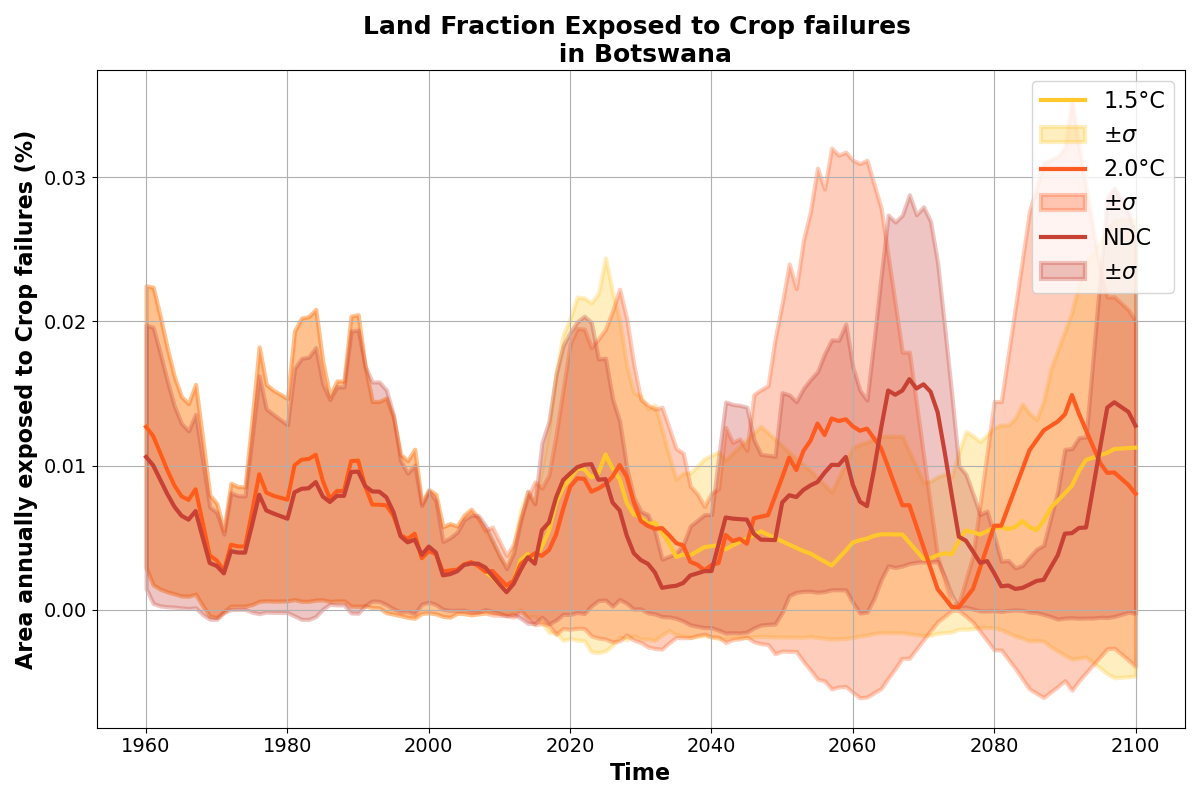 Land Fraction Exposed to Crop failures
in Botswana
Area annually exposed to Crop failures (%)
0.03
0.02
0.01
0.00
1.5°C
±σ
2.0°C
±σ
NDC
±σ
1960
1980
2000
2020
2040
2060
2080
2100
Time